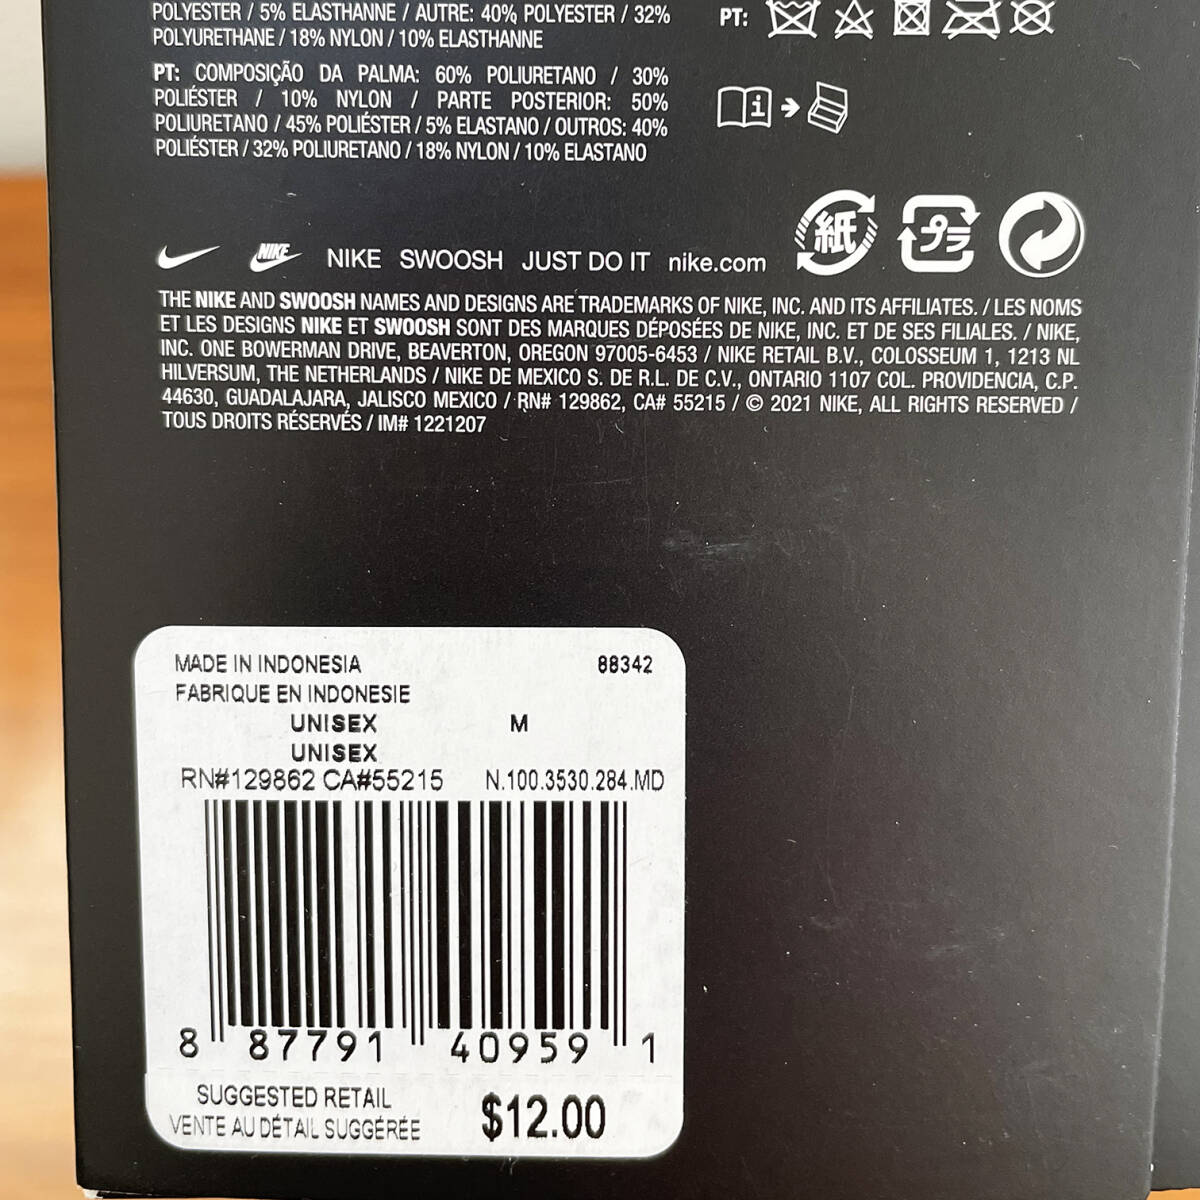 POLYESTER / 5% ELASTHANNE / AUTRE: 40% POLYESTER / 32%
POLYURETHANE / 18% NYLON / 10% ELASTHANNE
PT: COMPOSIÇÃO DA PALMA: 60% POLIURETANO / 30%
POLIÉSTER / 10% NYLON / PARTE POSTERIOR: 50%
POLIURETANO / 45% POLIÉSTER / 5% ELASTANO / OUTROS: 40%
POLIÉSTER / 32% POLIURETANO / 18% NYLON / 10% ELASTANO
PT:
i
紙 プラ
NIKE NIKE SWOOSH JUST DO IT nike.com
THE NIKE AND SWOOSH NAMES AND DESIGNS ARE TRADEMARKS OF NIKE, INC. AND ITS AFFILIATES. / LES NOMS
ET LES DESIGNS NIKE ET SWOOSH SONT DES MARQUES DÉPOSÉES DE NIKE, INC. ET DE SES FILIALES. / NIKE,
INC. ONE BOWERMAN DRIVE, BEAVERTON, OREGON 97005-6453 / NIKE RETAIL B.V., COLOSSEUM 1, 1213 NL
HILVERSUM, THE NETHERLANDS / NIKE DE MEXICO S. DE R.L. DE C.V., ONTARIO 1107 COL. PROVIDENCIA, C.P.
44630, GUADALAJARA, JALISCO MEXICO / RN# 129862, CA# 55215 / © 2021 NIKE, ALL RIGHTS RESERVED /
TOUS DROITS RÉSERVÉS / IM# 1221207
MADE IN INDONESIA 88342
FABRIQUE EN INDONESIE
UNISEX M
UNISEX
RN#129862 CA#55215 N.100.3530.284.MD
8 87791 40959 1
SUGGESTED RETAIL
VENTE AU DÉTAIL SUGGÉRÉE $12.00